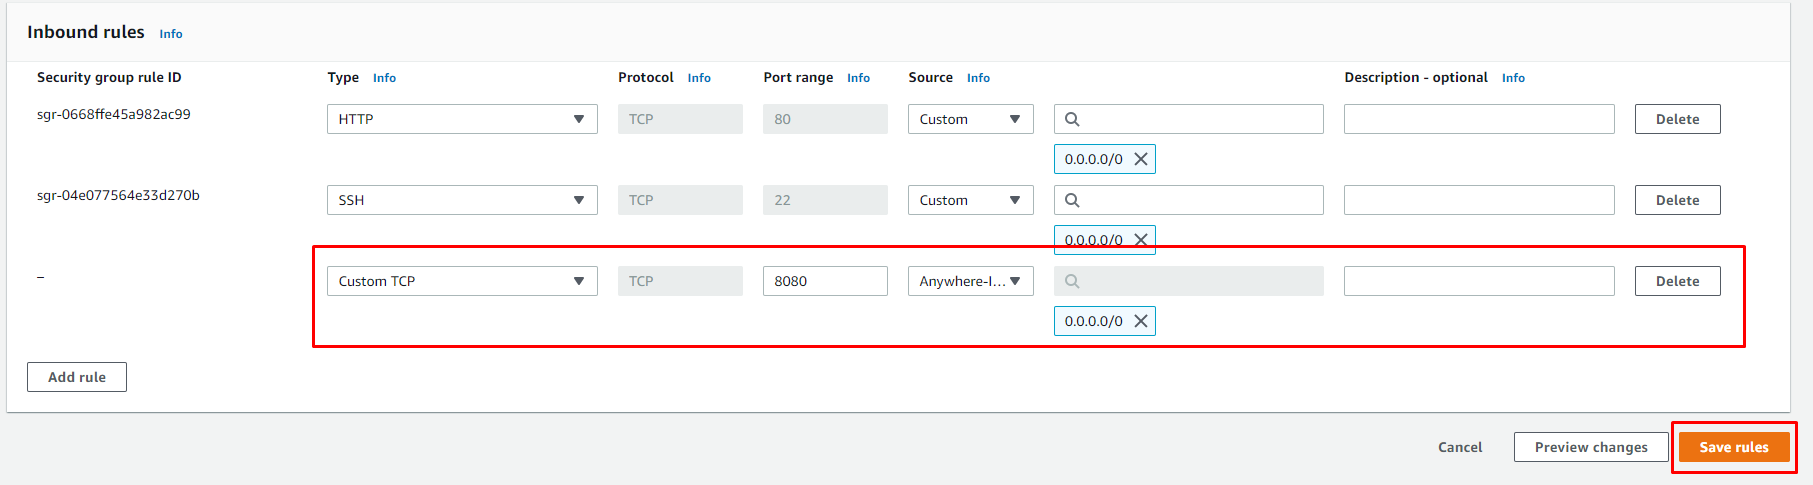 Inbound rules Info
Security group rule ID Type Info Protocol Info Port range Info Source Info Description - optional Info
sgr-0668ffe45a982ac99 HTTP TCP 80 Custom Delete
0.0.0.0/0
sgr-04e077564e33d270b SSH TCP 22 Custom Delete
0.0.0.0/0
– Custom TCP TCP 8080 Anywhere-I... Delete
0.0.0.0/0
Add rule
Cancel Preview changes Save rules